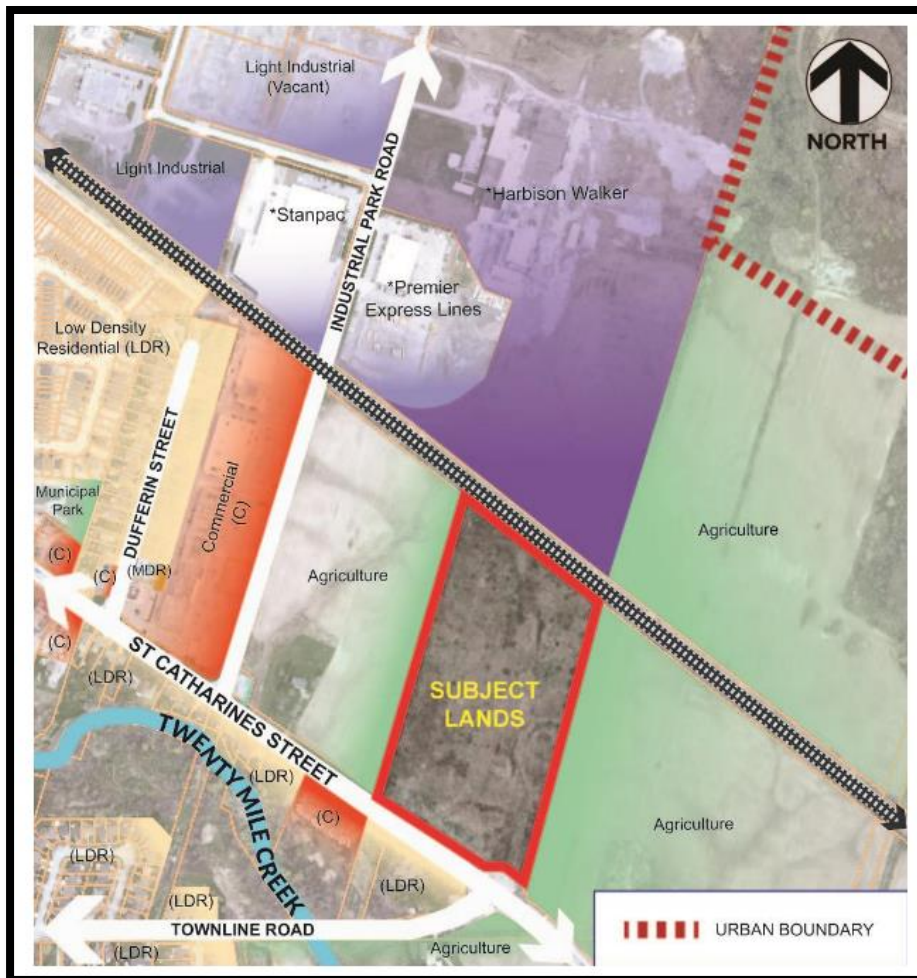 Light Industrial
(Vacant)
NORTH
Light Industrial
*Stanpac
INDUSTRIAL PARK ROAD
*Harbison Walker
*Premier
Express Lines
Low Density
Residential (LDR)
DUFFERIN STREET
Commercial
(C)
Municipal
Park
(C)
(C)
(MDR)
(C)
Agriculture
Agriculture
ST CATHARINES STREET
SUBJECT
LANDS
(LDR)
TWENTY MILE CREEK
(LDR)
(C)
Agriculture
(LDR)
(LDR)
(LDR)
TOWNLINE ROAD
(LDR)
Agriculture
URBAN BOUNDARY